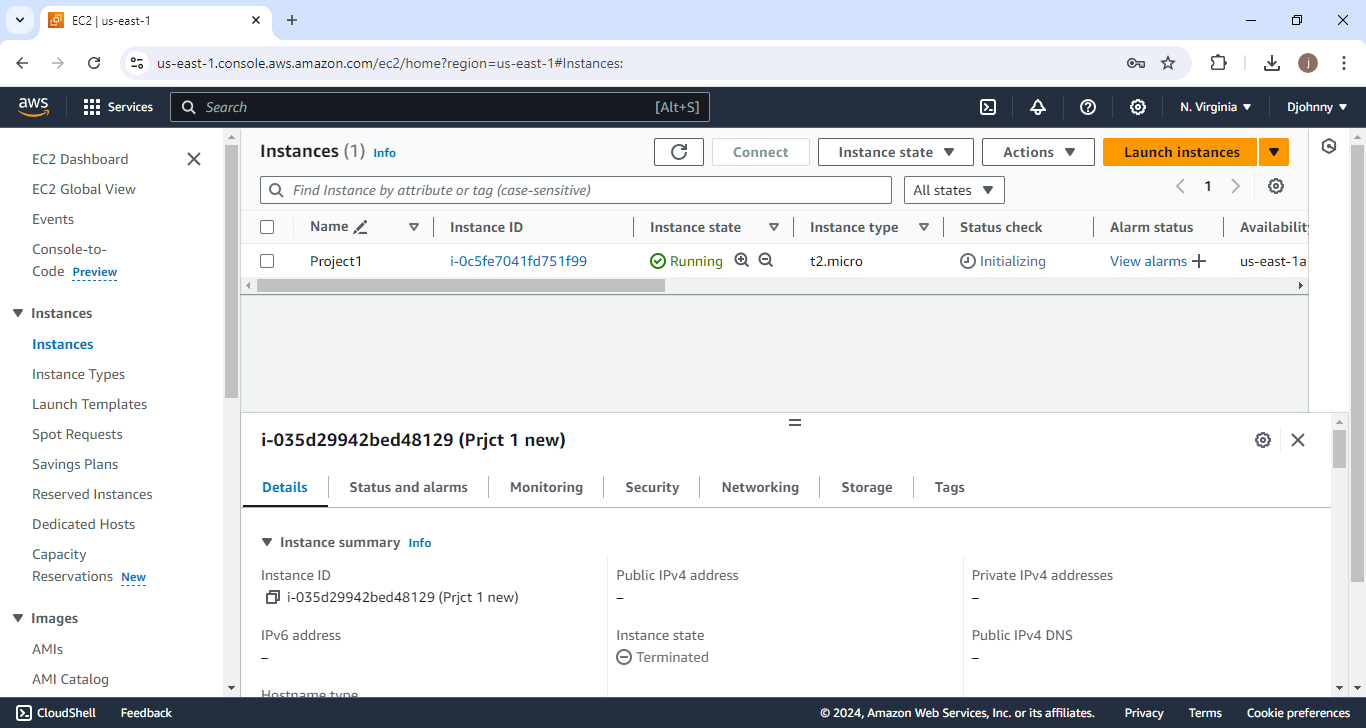 EC2 | us-east-1
us-east-1.console.aws.amazon.com/ec2/home?region=us-east-1#Instances:
j
aws
Services
Search
[Alt+S]
N. Virginia
Djohnny
EC2 Dashboard
EC2 Global View
Events
Console-to-
Code Preview
Instances
Instances
Instance Types
Launch Templates
Spot Requests
Savings Plans
Reserved Instances
Dedicated Hosts
Capacity
Reservations New
Images
AMIs
AMI Catalog
Instances (1) Info
Connect
Instance state
Actions
Launch instances
Find Instance by attribute or tag (case-sensitive)
All states
1
Name Instance ID Instance state Instance type Status check Alarm status Availability
Project1 i-0c5fe7041fd751f99 Running t2.micro Initializing View alarms + us-east-1a
i-035d29942bed48129 (Prjct 1 new)
Details Status and alarms Monitoring Security Networking Storage Tags
Instance summary Info
Instance ID
i-035d29942bed48129 (Prjct 1 new)
Public IPv4 address
–
Private IPv4 addresses
–
IPv6 address
–
Instance state
Terminated
Public IPv4 DNS
–
Hostname type
CloudShell Feedback
© 2024, Amazon Web Services, Inc. or its affiliates. Privacy Terms Cookie preferences